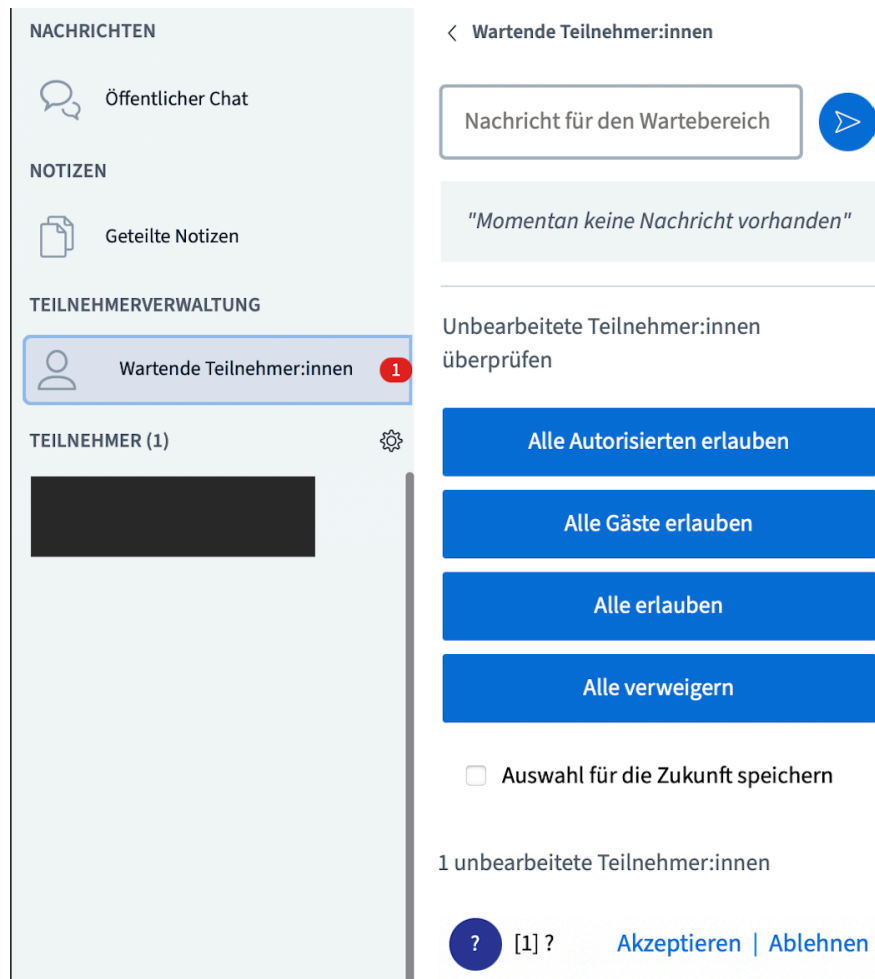 NACHRICHTEN
Öffentlicher Chat
NOTIZEN
Geteilte Notizen
TEILNEHMERVERWALTUNG
Wartende Teilnehmer:innen 1
TEILNEHMER (1)
Wartende Teilnehmer:innen
Nachricht für den Wartebereich
"Momentan keine Nachricht vorhanden"
Unbearbeitete Teilnehmer:innen
überprüfen
Alle Autorisierten erlauben
Alle Gäste erlauben
Alle erlauben
Alle verweigern
Auswahl für die Zukunft speichern
1 unbearbeitete Teilnehmer:innen
? [1] ? Akzeptieren | Ablehnen